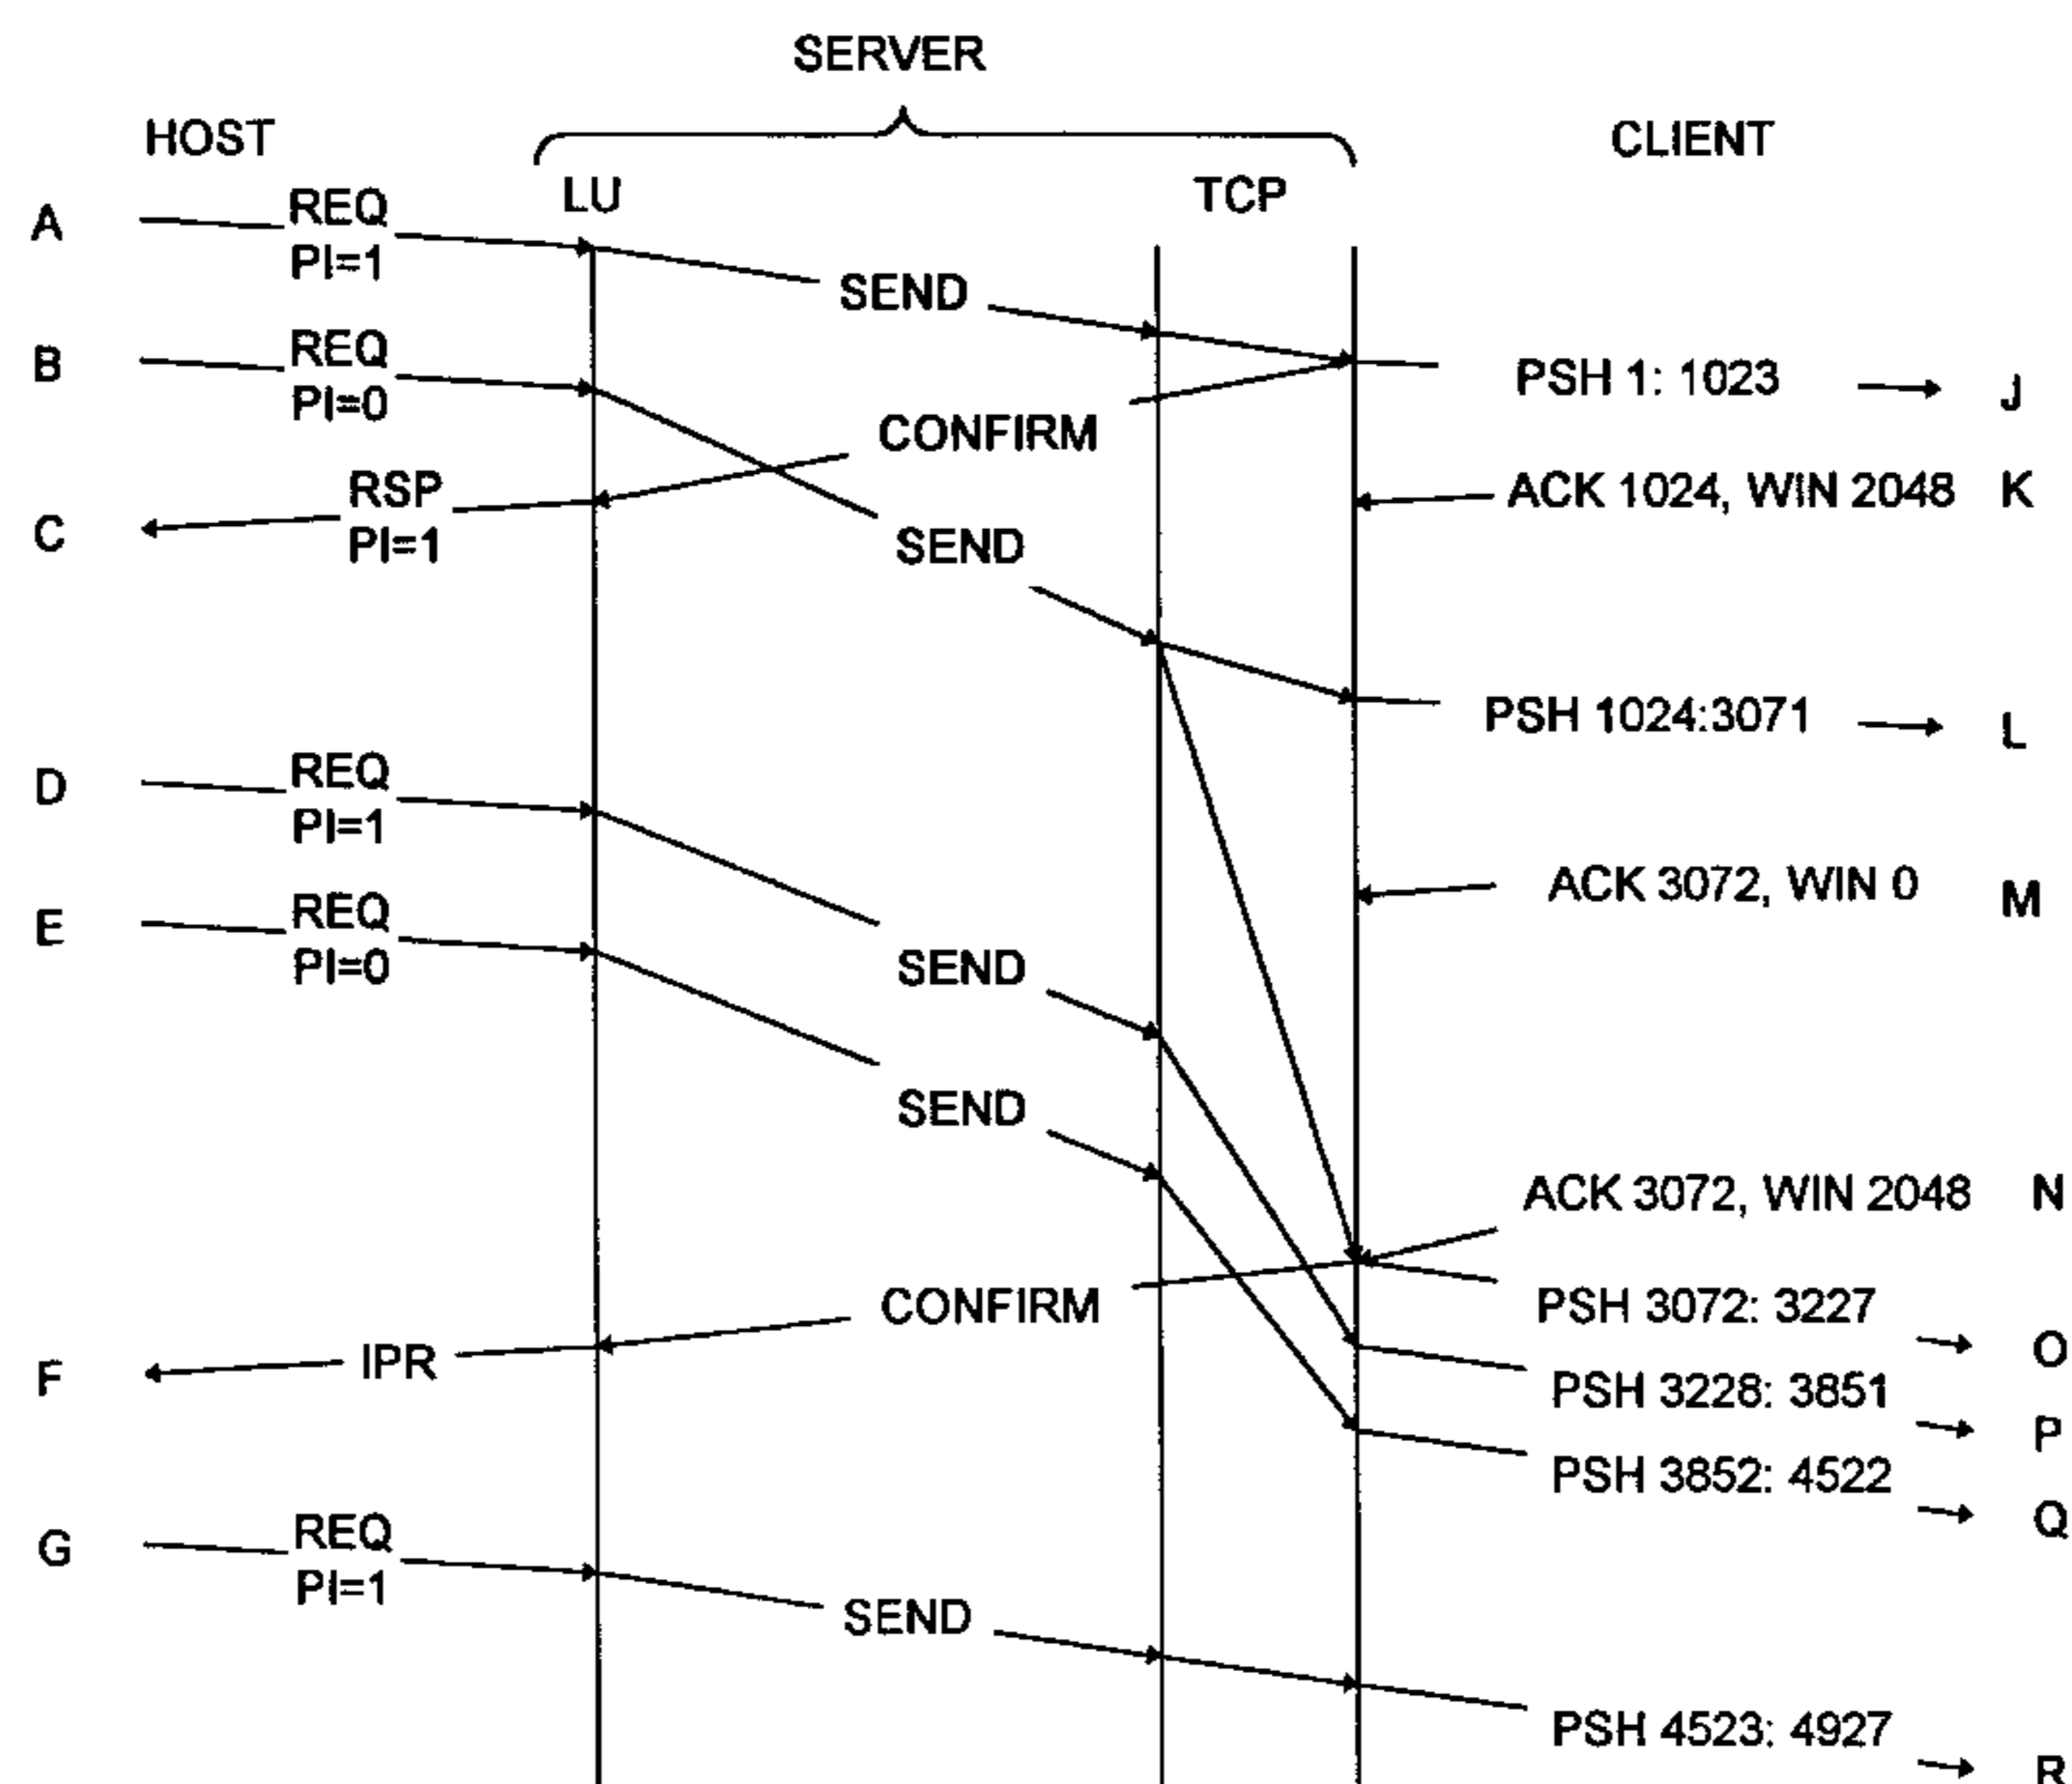 SERVER
HOST
CLIENT
LU
TCP
A
REQ
PI=1
SEND
B
REQ
PI=0
PSH 1: 1023
J
CONFIRM
RSP
PI=1
ACK 1024, WIN 2048
K
C
SEND
PSH 1024:3071
L
D
REQ
PI=1
ACK 3072, WIN 0
M
E
REQ
PI=0
SEND
SEND
ACK 3072, WIN 2048
N
CONFIRM
PSH 3072: 3227
O
F
IPR
PSH 3228: 3851
P
PSH 3852: 4522
Q
G
REQ
PI=1
SEND
PSH 4523: 4927
R